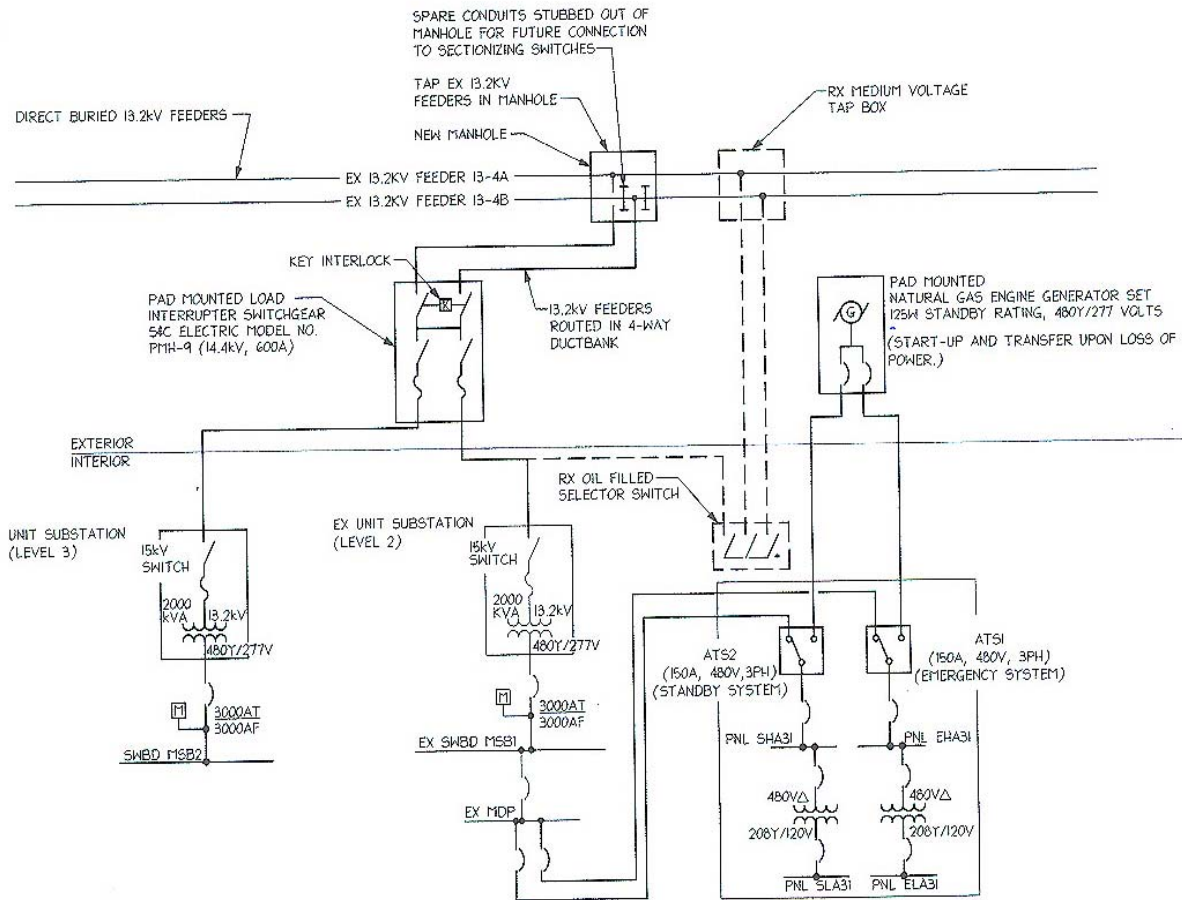 SPARE CONDUITS STUBBED OUT OF
MANHOLE FOR FUTURE CONNECTION
TO SECTIONIZING SWITCHES
TAP EX 13.2KV
FEEDERS IN MANHOLE
RX MEDIUM VOLTAGE
TAP BOX
DIRECT BURIED 13.2KV FEEDERS
NEW MANHOLE
EX 13.2KV FEEDER 13-4A
EX 13.2KV FEEDER 13-4B
KEY INTERLOCK
K
PAD MOUNTED LOAD
INTERRUPTER SWITCHGEAR
S&C ELECTRIC MODEL NO.
PMH-9 (14.4kV, 600A)
13.2KV FEEDERS
ROUTED IN 4-WAY
DUCTBANK
G
PAD MOUNTED
NATURAL GAS ENGINE GENERATOR SET
125W STANDBY RATING, 480Y/277 VOLTS
(START-UP AND TRANSFER UPON LOSS OF
POWER.)
EXTERIOR
INTERIOR
RX OIL FILLED
SELECTOR SWITCH
UNIT SUBSTATION
(LEVEL 3)
15kV
SWITCH
2000
kVA
13.2kV
480Y/277V
M
3000AT
3000AF
SWBD MSB2
EX UNIT SUBSTATION
(LEVEL 2)
15kV
SWITCH
2000
KVA
13.2kV
480Y/277V
M
3000AT
3000AF
EX SWBD MSB1
EX MDP
ATS2
(150A, 480V,3PH)
(STANDBY SYSTEM)
ATS1
(150A, 480V, 3PH)
(EMERGENCY SYSTEM)
PNL SHA31
PNL EHA31
480V△
208Y/120V
480V△
208Y/120V
PNL SLA31
PNL ELA31